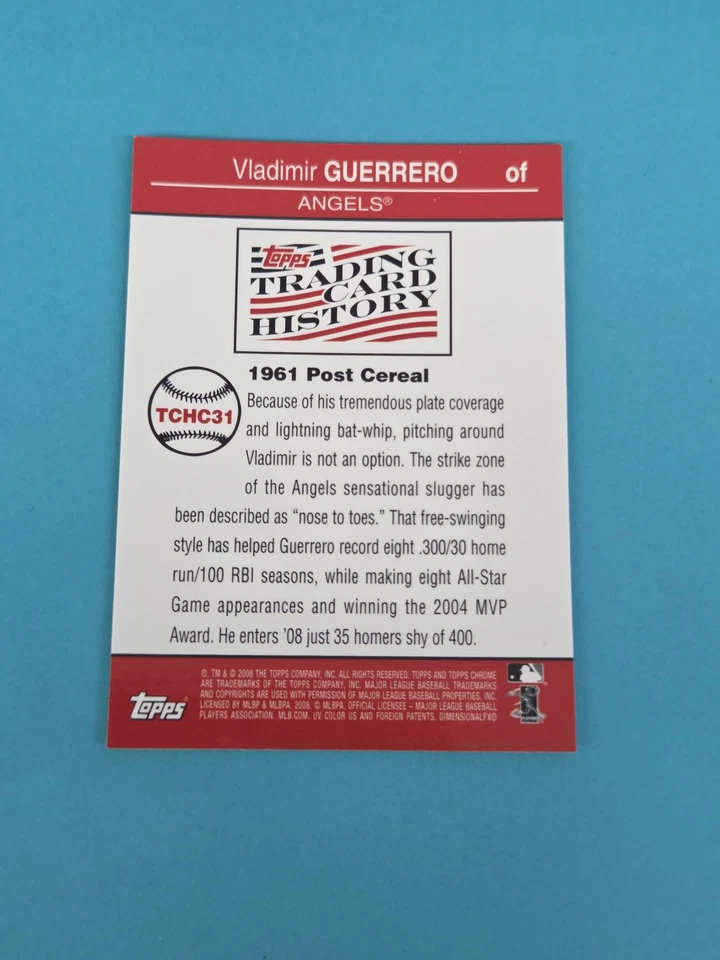 Vladimir GUERRERO of
ANGELS®
Topps
TRADING
CARD
HISTORY
1961 Post Cereal
TCHC31
Because of his tremendous plate coverage
and lightning bat-whip, pitching around
Vladimir is not an option. The strike zone
of the Angels sensational slugger has
been described as “nose to toes.” That free-swinging
style has helped Guerrero record eight .300/30 home
run/100 RBI seasons, while making eight All-Star
Game appearances and winning the 2004 MVP
Award. He enters ’08 just 35 homers shy of 400.
Topps
®, TM & © 2008 THE TOPPS COMPANY, INC. ALL RIGHTS RESERVED. TOPPS AND TOPPS CHROME
ARE TRADEMARKS OF THE TOPPS COMPANY, INC. MAJOR LEAGUE BASEBALL TRADEMARKS
AND COPYRIGHTS ARE USED WITH PERMISSION OF MAJOR LEAGUE BASEBALL PROPERTIES, INC.
LICENSED BY MLBP & MLBPA, 2008. © MLBPA. OFFICIAL LICENSEE – MAJOR LEAGUE BASEBALL
PLAYERS ASSOCIATION. MLB.COM. UV COLOR US AND FOREIGN PATENTS. DIMENSIONALFX®